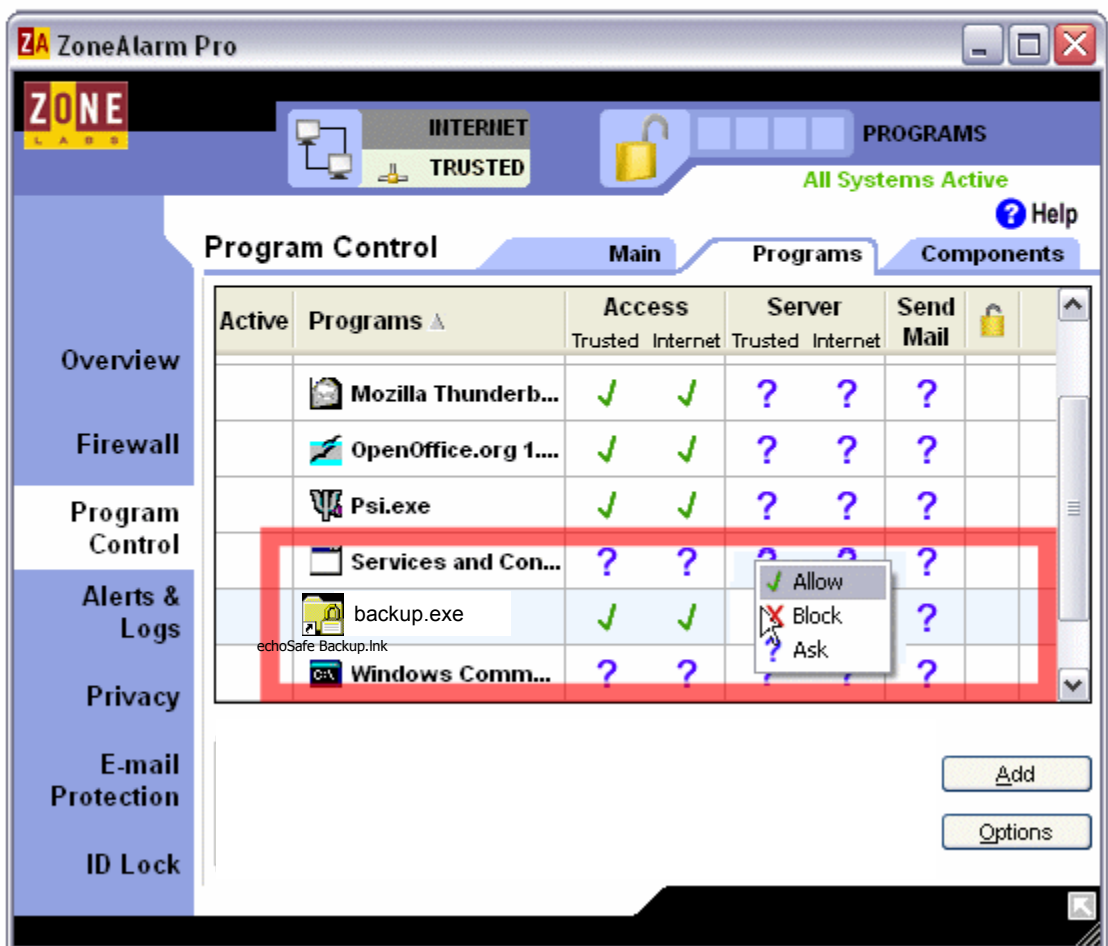 ZA ZoneAlarm Pro
ZONE
LABS
INTERNET
TRUSTED
PROGRAMS
All Systems Active
? Help
Program Control
Main
Programs
Components
Active
Programs
Access
Server
Send
Mail
Trusted Internet Trusted Internet
Overview
Firewall
Program
Control
Alerts &
Logs
Privacy
E-mail
Protection
ID Lock
Mozilla Thunderb... ? ? ?
OpenOffice.org 1.... ? ? ?
Psi.exe ? ? ?
Services and Con... ? ? ? ? ?
backup.exe ?
echoSafe Backup.lnk
C:\ Windows Comm... ? ? ? ? ?
Allow
Block
? Ask
Add
Options